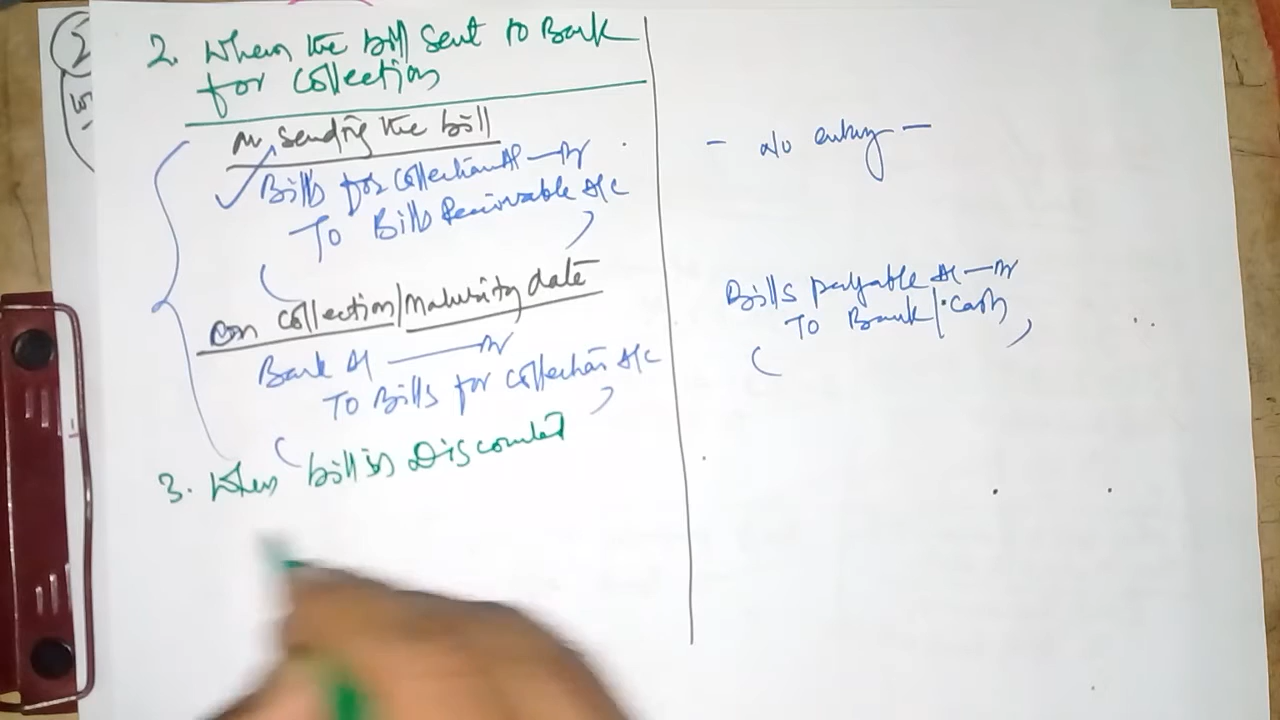 2. When the bill sent to Bank
for collection
On sending the bill
Bills for collection A/c — Dr
To Bills Receivable A/c
- No entry -
On collection/Maturity date
Bank A/c — Dr
To Bills for collection A/c
Bills payable A/c — Dr
To Bank/cash
3. When bill is Discounted